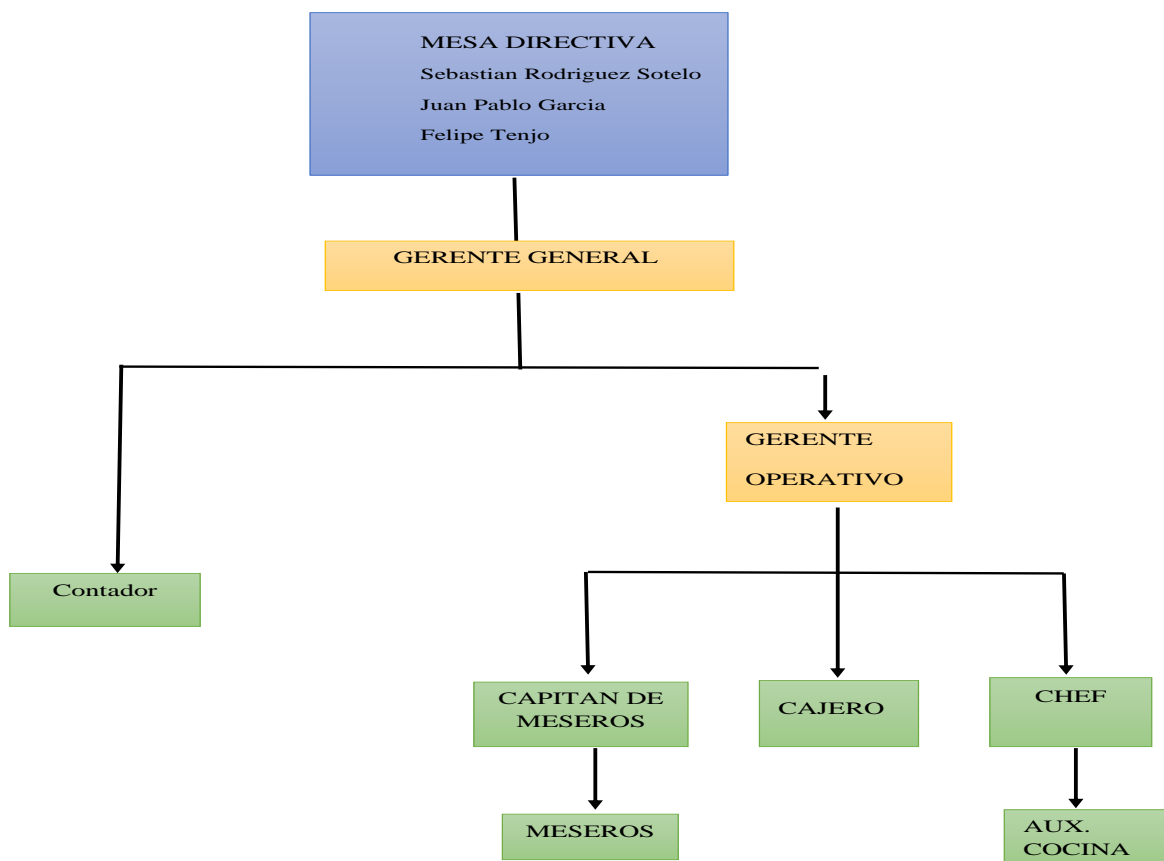 MESA DIRECTIVA
Sebastian Rodriguez Sotelo
Juan Pablo Garcia
Felipe Tenjo
GERENTE GENERAL
GERENTE
OPERATIVO
Contador
CAPITAN DE
MESEROS
CAJERO
CHEF
MESEROS
AUX.
COCINA